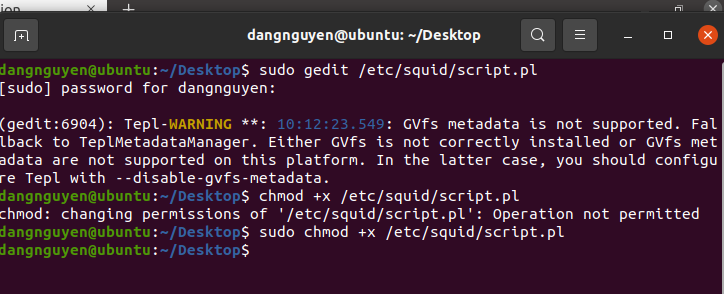 ion
dangnguyen@ubuntu: ~/Desktop
dangnguyen@ubuntu:~/Desktop$ sudo gedit /etc/squid/script.pl
[sudo] password for dangnguyen:
(gedit:6904): Tepl-WARNING **: 10:12:23.549: GVfs metadata is not supported. Fal
lback to TeplMetadataManager. Either GVfs is not correctly installed or GVfs met
adata are not supported on this platform. In the latter case, you should configu
re Tepl with --disable-gvfs-metadata.
dangnguyen@ubuntu:~/Desktop$ chmod +x /etc/squid/script.pl
chmod: changing permissions of '/etc/squid/script.pl': Operation not permitted
dangnguyen@ubuntu:~/Desktop$ sudo chmod +x /etc/squid/script.pl
dangnguyen@ubuntu:~/Desktop$